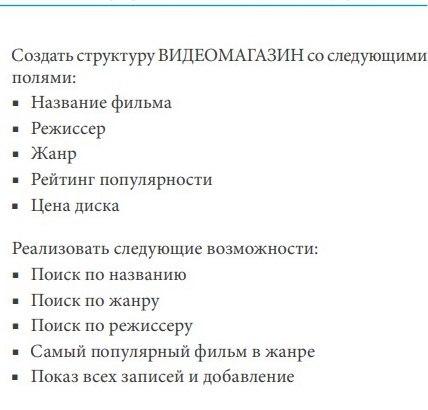 Создать структуру ВИДЕОМАГАЗИН со следующими
полями:
▪ Название фильма
▪ Режиссер
▪ Жанр
▪ Рейтинг популярности
▪ Цена диска
Реализовать следующие возможности:
▪ Поиск по названию
▪ Поиск по жанру
▪ Поиск по режиссеру
▪ Самый популярный фильм в жанре
▪ Показ всех записей и добавление